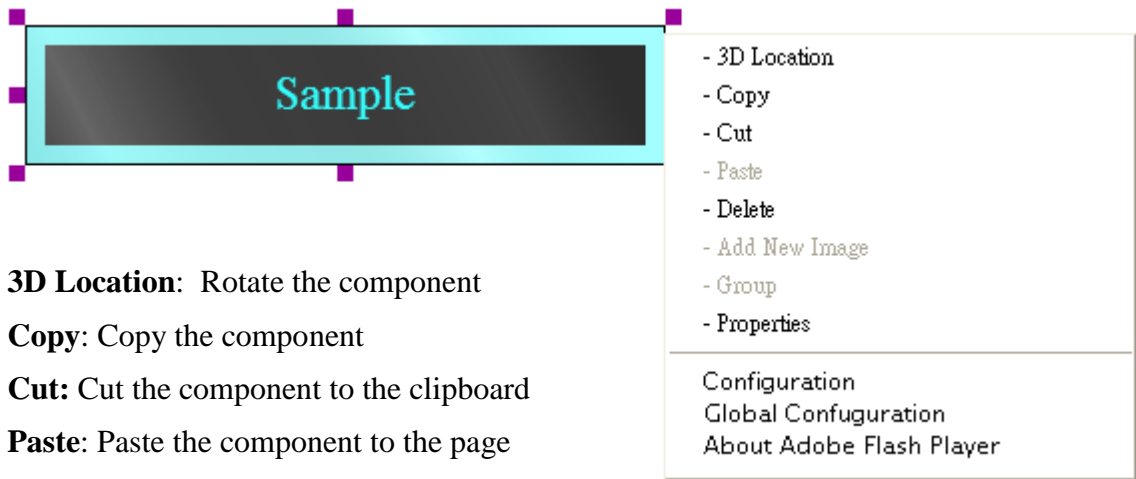 Sample
- 3D Location
- Copy
- Cut
- Paste
- Delete
- Add New Image
- Group
- Properties
Configuration
Global Confuguration
About Adobe Flash Player
3D Location: Rotate the component
Copy: Copy the component
Cut: Cut the component to the clipboard
Paste: Paste the component to the page